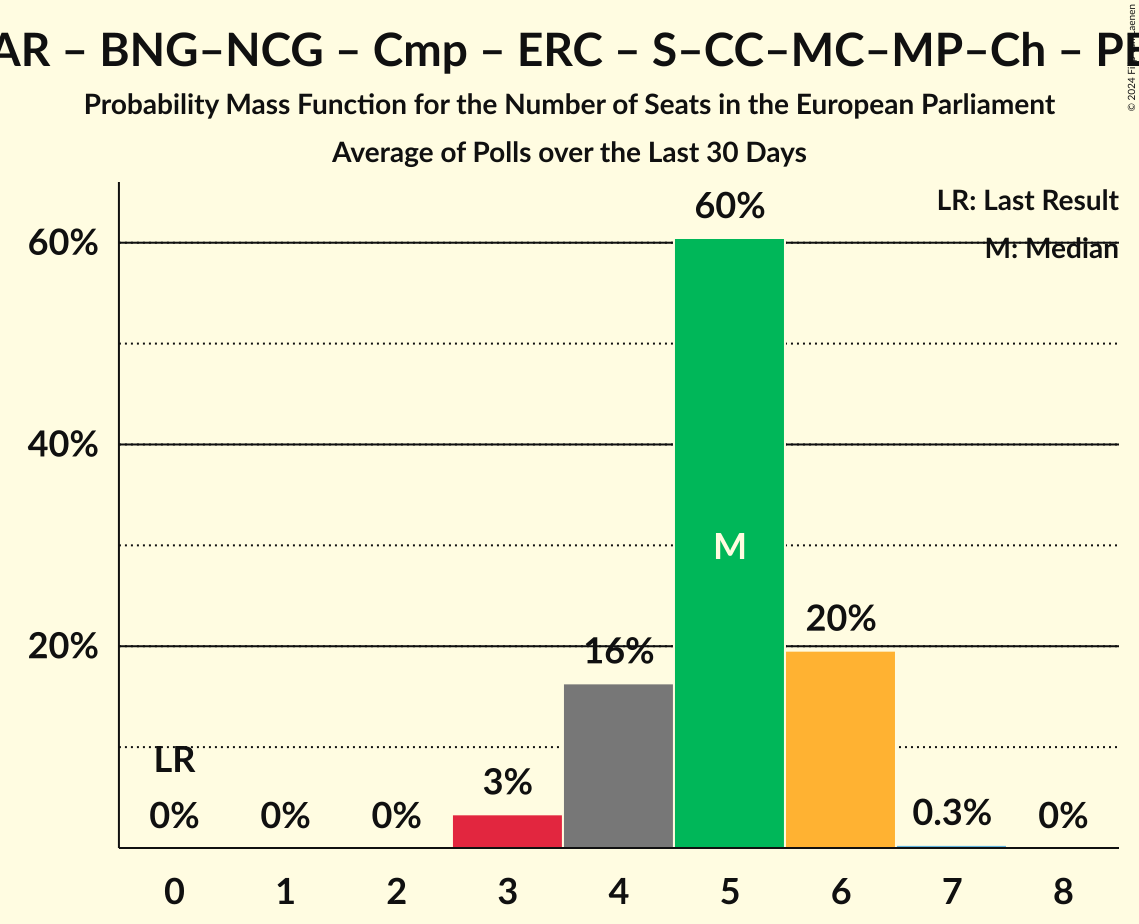 AR – BNG–NCG – Cmp – ERC – S–CC–MC–MP–Ch –
Probability Mass Function for the Number of Seats in the European Parliament
Average of Polls over the Last 30 Days
© 2024
LR: Last Result
M: Median
60%
40%
20%
60%
M
20%
16%
LR
3%
0%
0%
0%
0.3%
0%
0 1 2 3 4 5 6 7 8